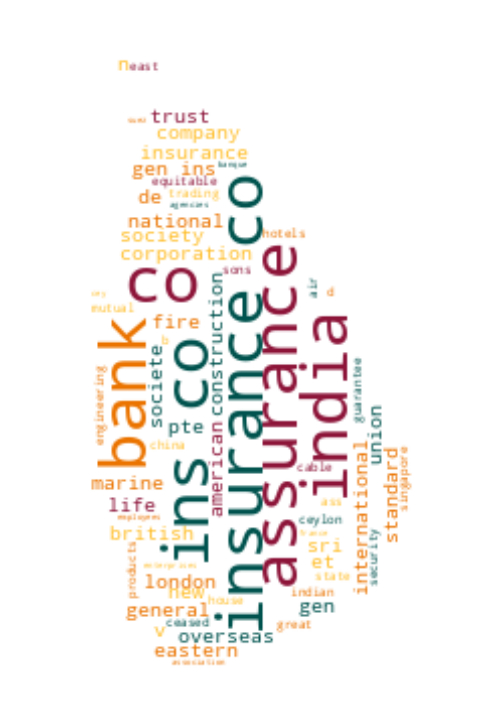 n east
trust
company
insurance
gen ins
banque
equitable
de trading
agencies
co
national
society
hotels
corporation
sons
co
air
d
mutual
fire
b
bank
engineering
societe
ins co
construction
american
insurance
assurance
india
guarantee
pte
china
union
cable
marine
international
standard
singapore
life
ass
employees
ceylon
british
france
sri
et
security
state
products
enterprises
london
new
house
indian
general
gen
ceased
great
v
overseas
eastern
association